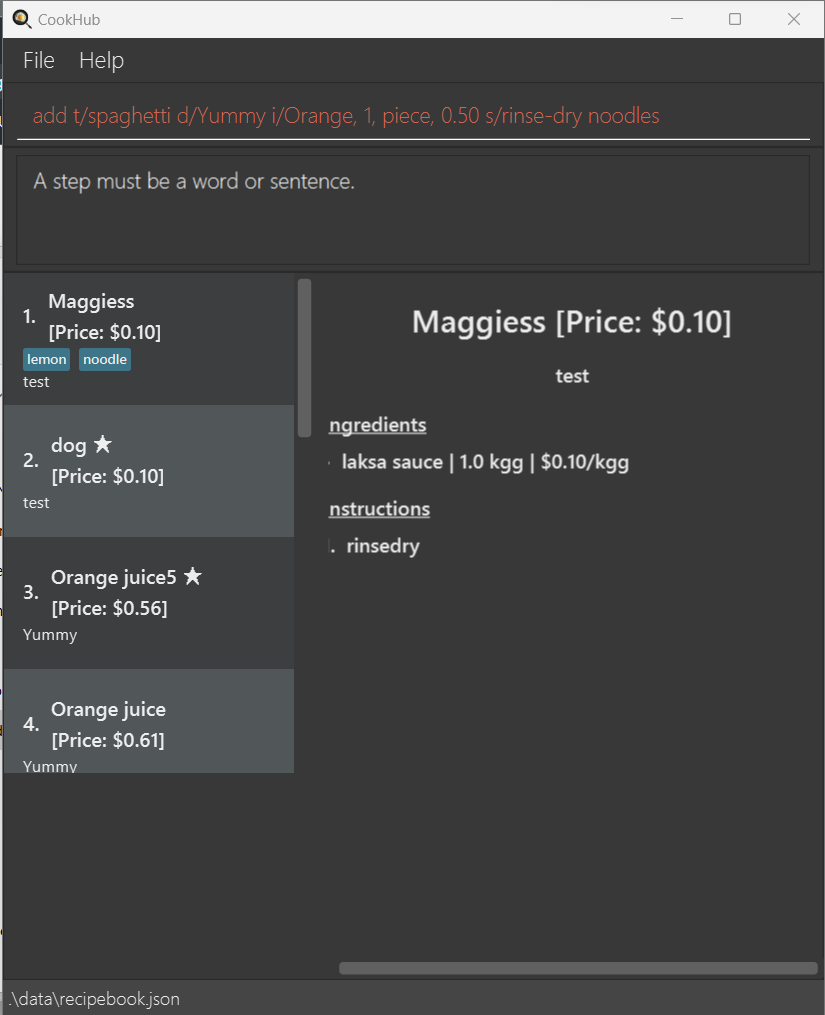 CookHub
File Help
add t/spaghetti d/Yummy i/Orange, 1, piece, 0.50 s/rinse-dry noodles
A step must be a word or sentence.
1. Maggiess
[Price: $0.10]
lemon noodle
test
2. dog ★
[Price: $0.10]
test
3. Orange juice5 ★
[Price: $0.56]
Yummy
4. Orange juice
[Price: $0.61]
Yummy
Maggiess [Price: $0.10]
test
ngredients
laksa sauce | 1.0 kgg | $0.10/kgg
nstructions
. rinsedry
.\data\recipebook.json